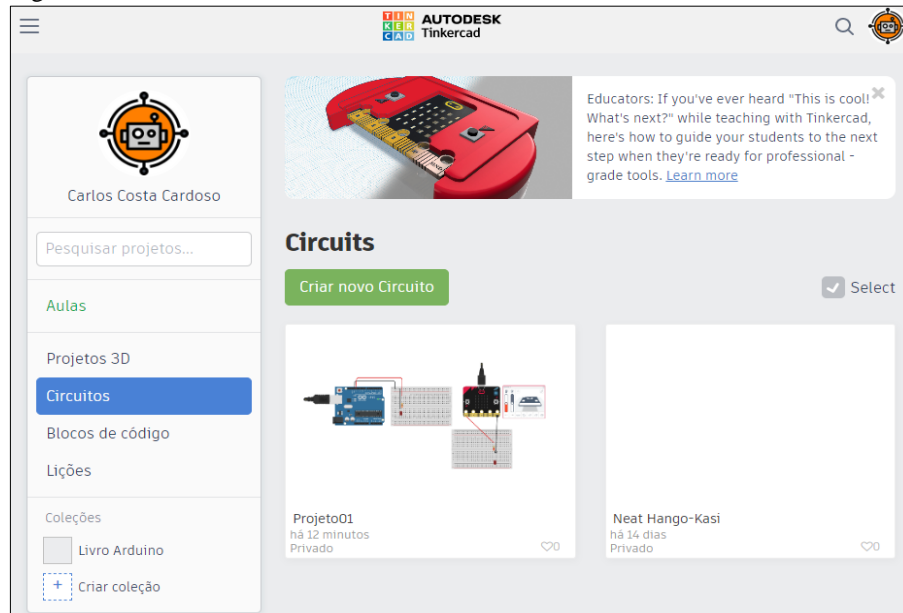 TIN
KER
CAD
AUTODESK
Tinkercad
Carlos Costa Cardoso
Pesquisar projetos...
Aulas
Projetos 3D
Circuitos
Blocos de código
Lições
Coleções
Livro Arduino
+ Criar coleção
Educators: If you've ever heard "This is cool!
What's next?" while teaching with Tinkercad,
here's how to guide your students to the next
step when they're ready for professional -
grade tools. Learn more
Circuits
Criar novo Circuito
Select
Projeto01
há 12 minutos
Privado
0
Neat Hango-Kasi
há 14 dias
Privado
0